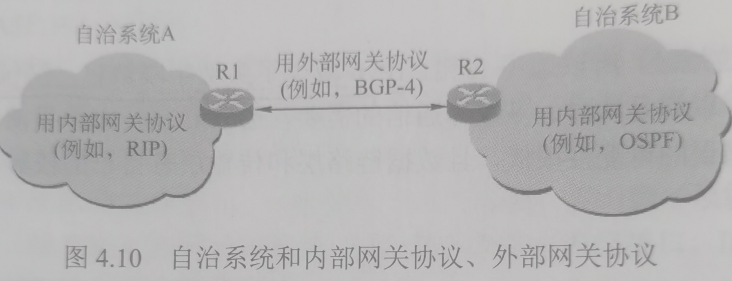 自治系统A
自治系统B
R1
用外部网关协议
(例如，BGP-4)
R2
用内部网关协议
(例如，RIP)
用内部网关协议
(例如，OSPF)
图 4.10 自治系统和内部网关协议、外部网关协议